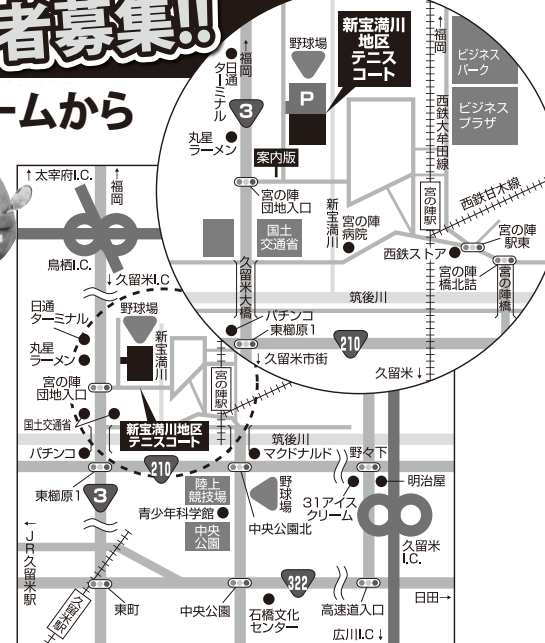 者募集!!
ームから
↑福岡
日通
ターミナル
3
丸星
ラーメン
野球場
P
新宝満川
地区
テニス
コート
案内版
宮の陣
団地入口
国土
交通省
新宝満川
宮の陣
病院
↑福岡
ビジネス
パーク
ビジネス
プラザ
西鉄大牟田線
宮の陣駅
西鉄甘木線
宮の陣
駅東
西鉄ストア
宮の陣
橋北詰
宮の陣橋
久留米大橋
筑後川
パチンコ
東櫛原1
210
↓久留米市街
久留米↓
↑太宰府I.C.
↑福岡
鳥栖I.C.
↓久留米I.C
日通
ターミナル
野球場
丸星
ラーメン
新宝満川
宮の陣
団地入口
宮の陣駅
国土交通省
新宝満川地区
テニスコート
パチンコ
210
筑後川
マクドナルド
野々下
東櫛原1
3
陸上
競技場
野球場
明治屋
31アイス
クリーム
青少年科学館
中央
公園
中央公園北
久留米
I.C.
←JR久留米駅
久留米駅
東町
中央公園
322
石橋文化
センター
高速道入口
日田→
広川I.C↓